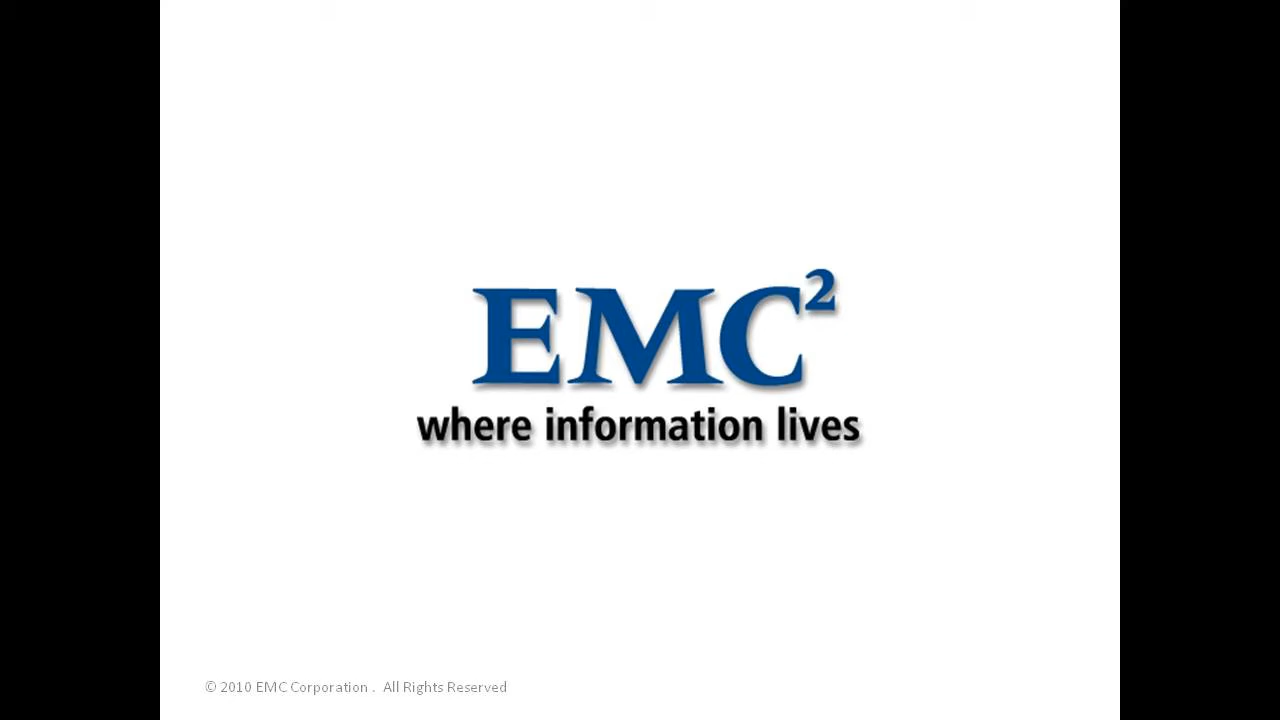 EMC²
where information lives
© 2010 EMC Corporation .  All Rights Reserved